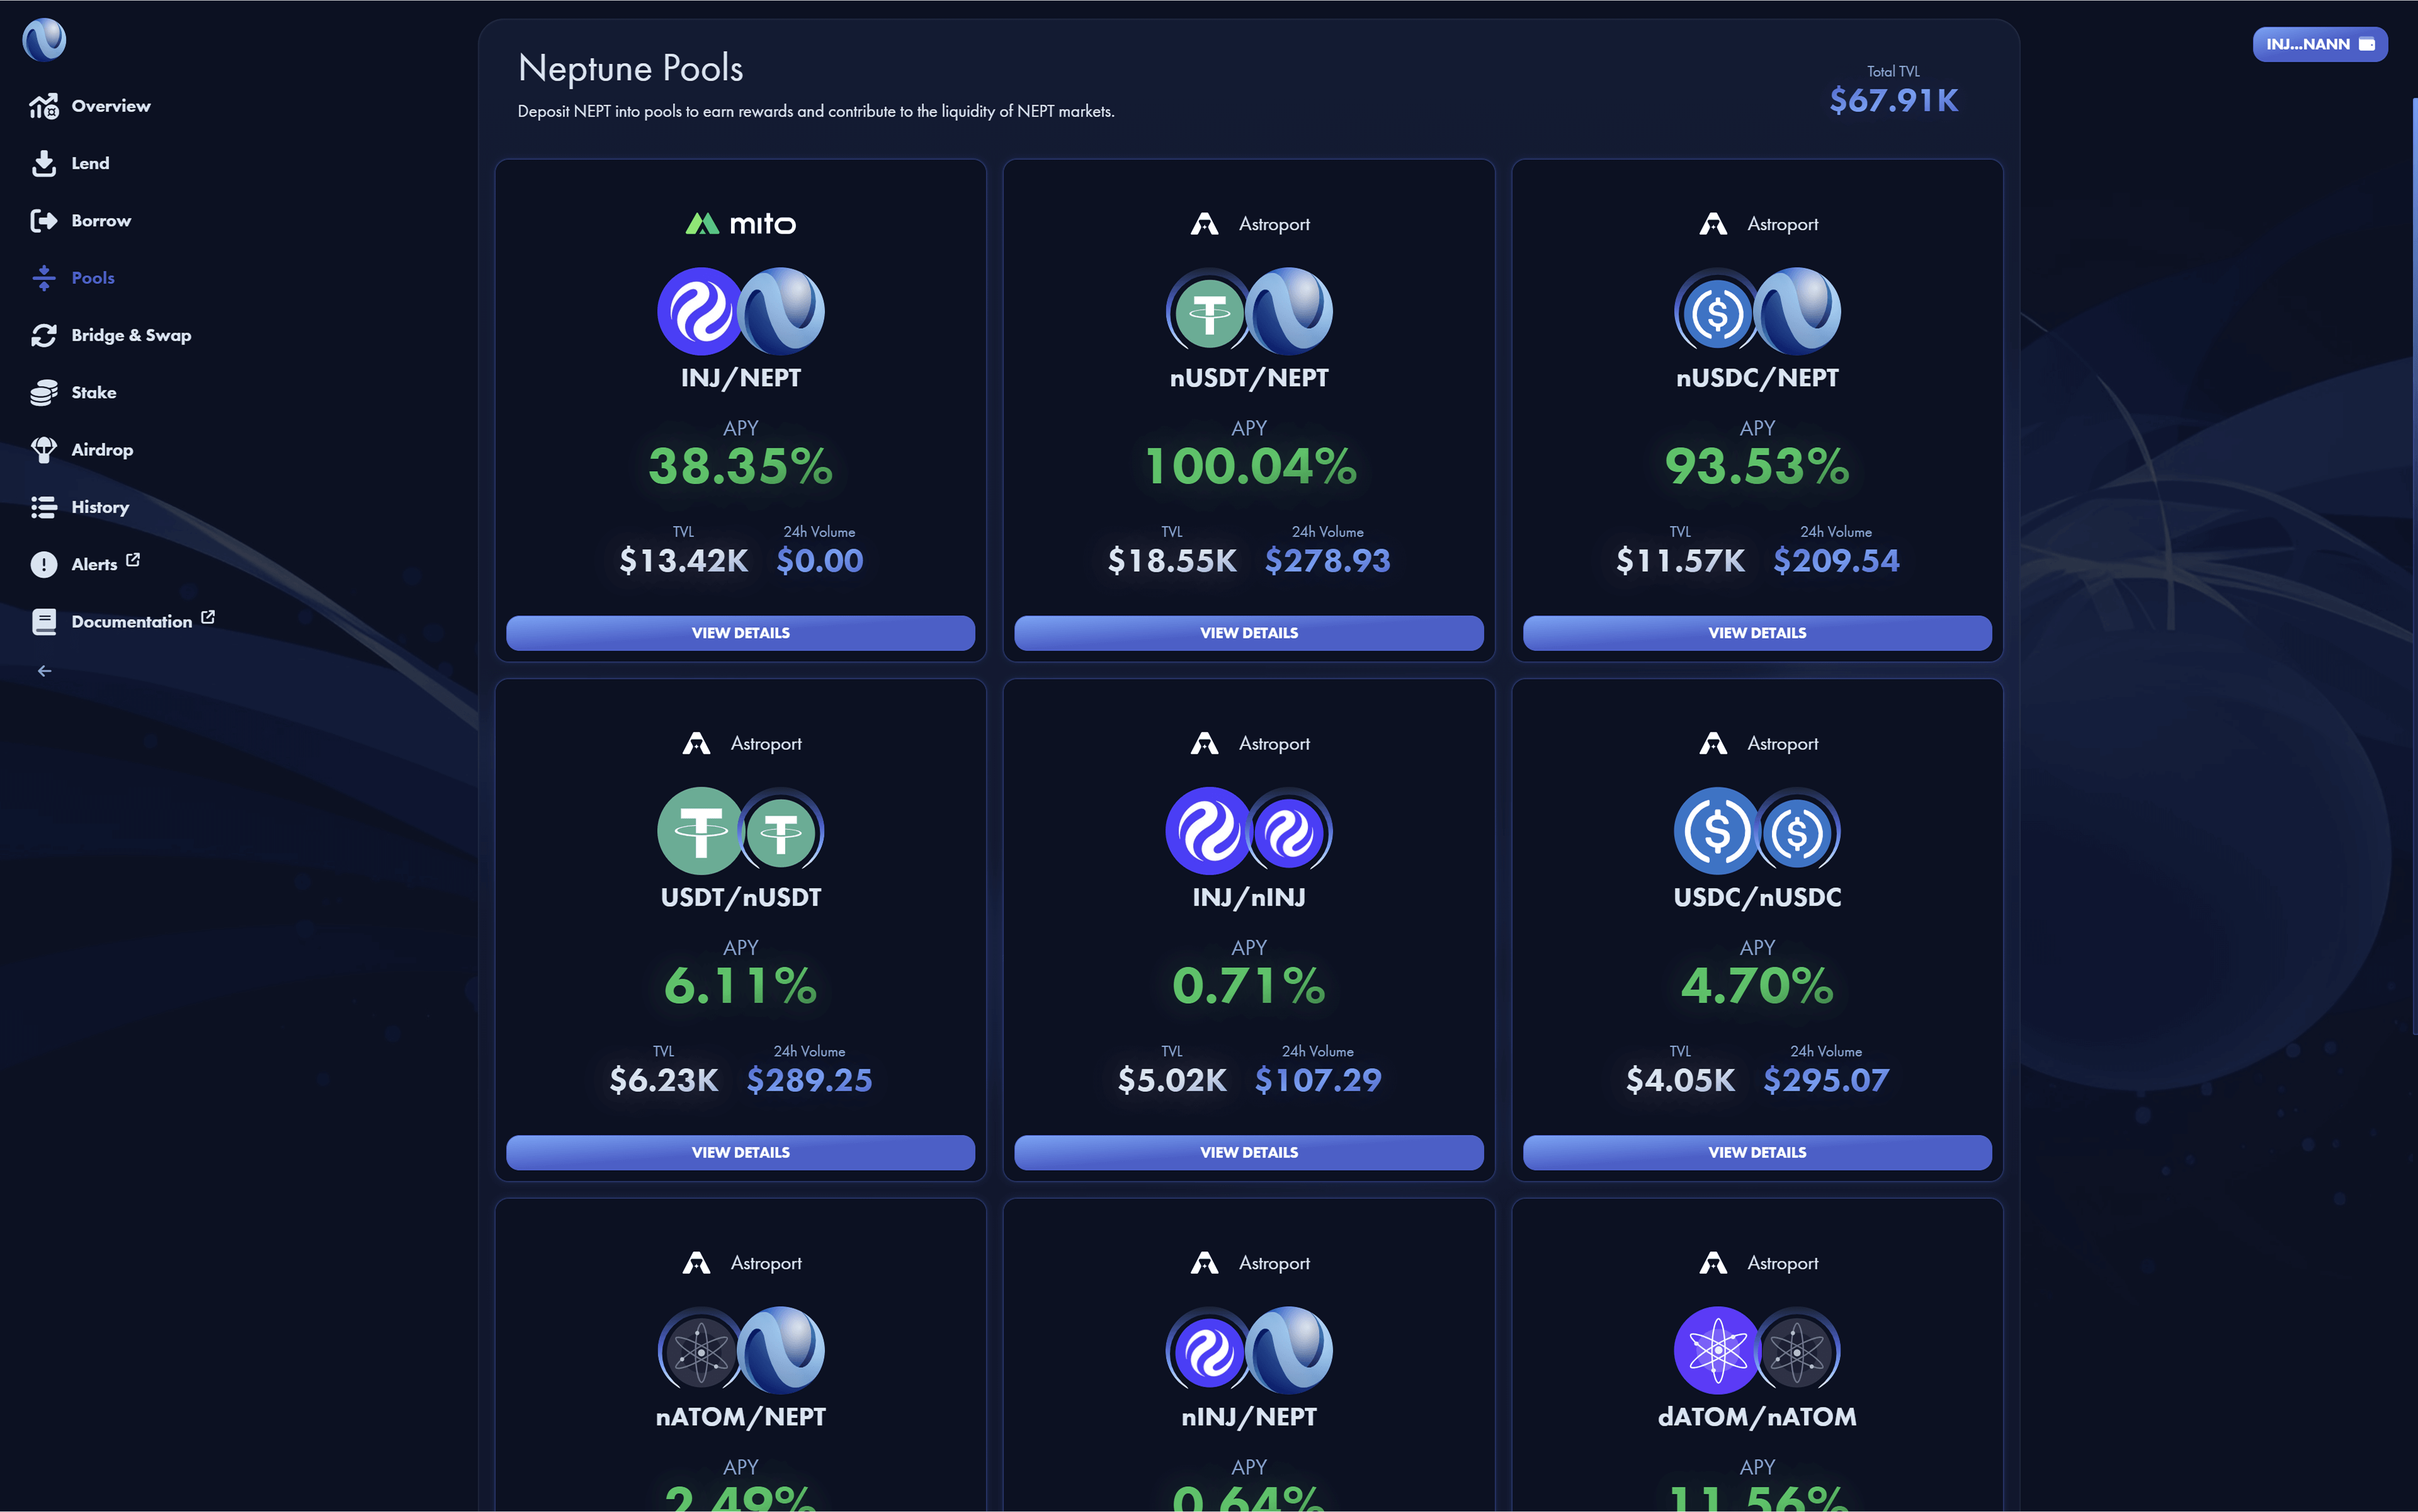 INJ...NANN
Overview
Lend
Borrow
Pools
Bridge & Swap
Stake
Airdrop
History
Alerts
Documentation
Neptune Pools
Deposit NEPT into pools to earn rewards and contribute to the liquidity of NEPT markets.
Total TVL
$67.91K
mito
INJ/NEPT
APY
38.35%
TVL 24h Volume
$13.42K $0.00
VIEW DETAILS
Astroport
nUSDT/NEPT
APY
100.04%
TVL 24h Volume
$18.55K $278.93
VIEW DETAILS
Astroport
nUSDC/NEPT
APY
93.53%
TVL 24h Volume
$11.57K $209.54
VIEW DETAILS
Astroport
USDT/nUSDT
APY
6.11%
TVL 24h Volume
$6.23K $289.25
VIEW DETAILS
Astroport
INJ/nINJ
APY
0.71%
TVL 24h Volume
$5.02K $107.29
VIEW DETAILS
Astroport
USDC/nUSDC
APY
4.70%
TVL 24h Volume
$4.05K $295.07
VIEW DETAILS
Astroport
nATOM/NEPT
APY
2.49%
Astroport
nINJ/NEPT
APY
0.64%
Astroport
dATOM/nATOM
APY
11.56%